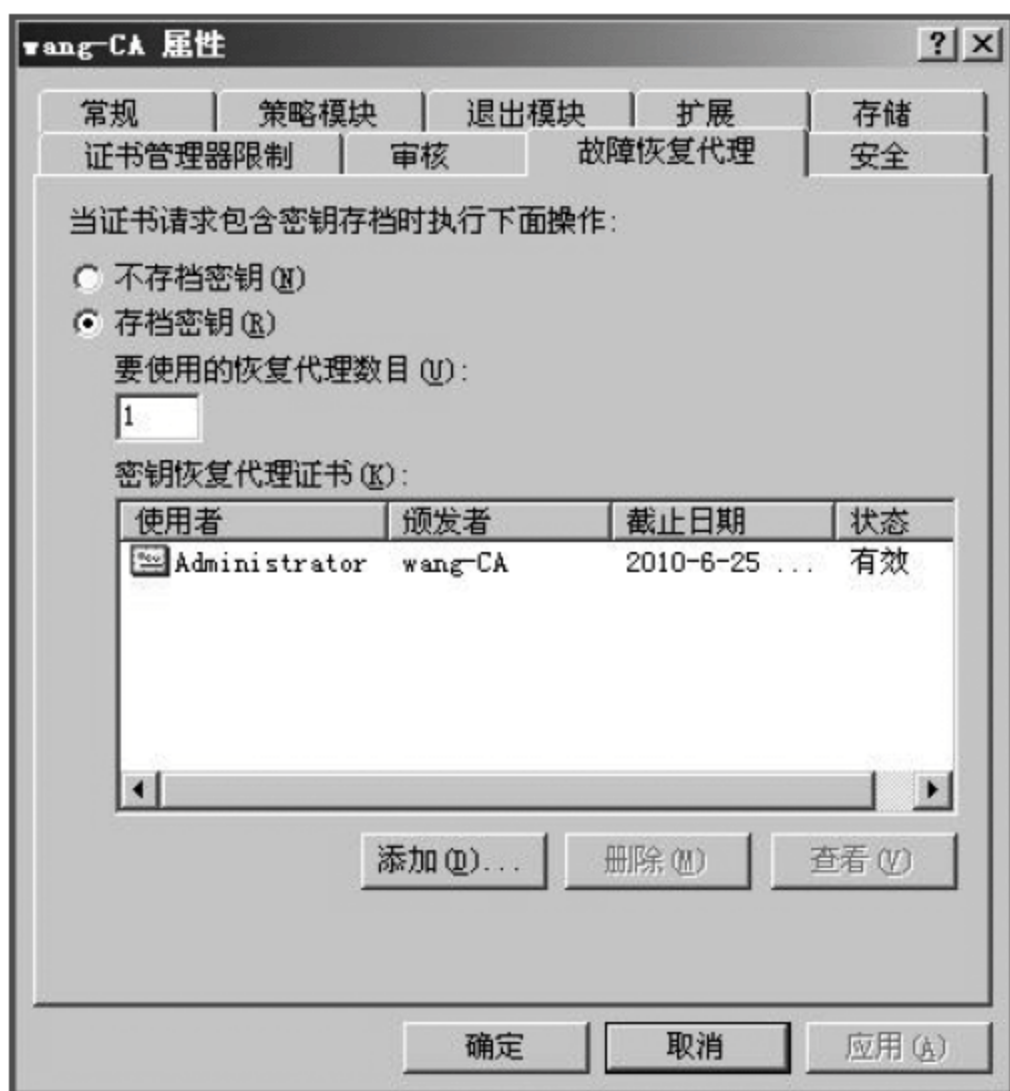 wang-CA 属性
常规 策略模块 退出模块 扩展 存储
证书管理器限制 审核 故障恢复代理 安全
当证书请求包含密钥存档时执行下面操作:
不存档密钥(N)
存档密钥(R)
要使用的恢复代理数目(U):
1
密钥恢复代理证书(K):
使用者 颁发者 截止日期 状态
Administrator wang-CA 2010-6-25 ... 有效
添加(D)... 删除(M) 查看(V)
确定 取消 应用(A)